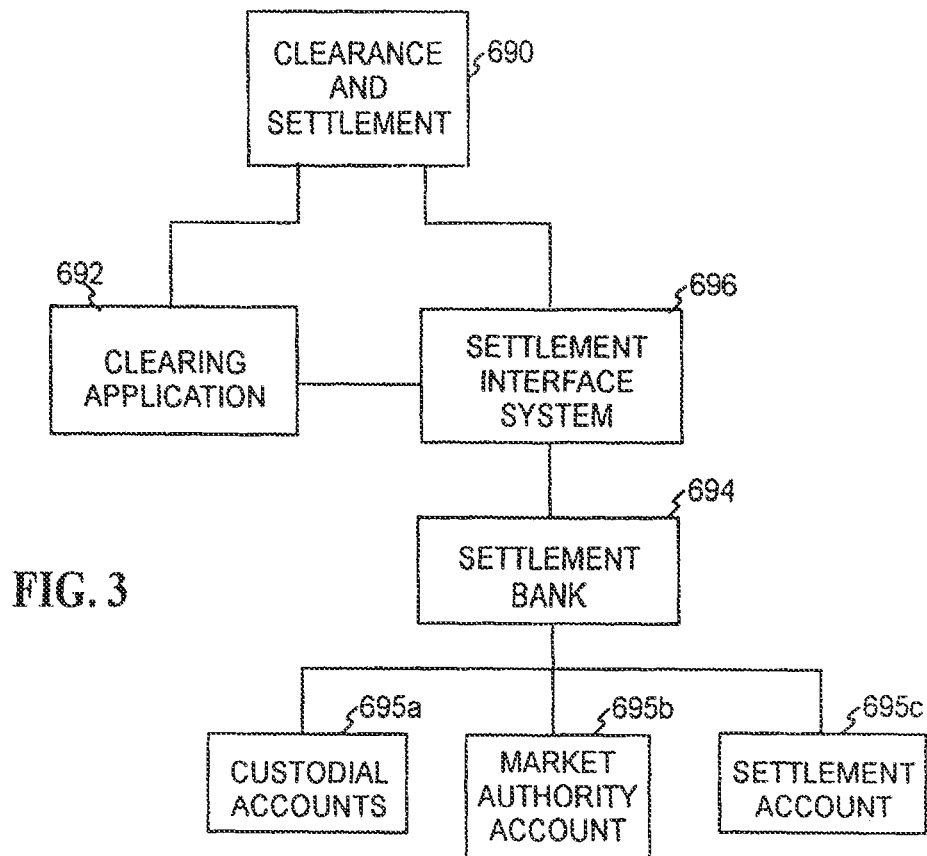 CLEARANCE
AND
SETTLEMENT
690
692
696
CLEARING
APPLICATION
SETTLEMENT
INTERFACE
SYSTEM
694
SETTLEMENT
BANK
FIG. 3
695a
695b
695c
CUSTODIAL
ACCOUNTS
MARKET
AUTHORITY
ACCOUNT
SETTLEMENT
ACCOUNT